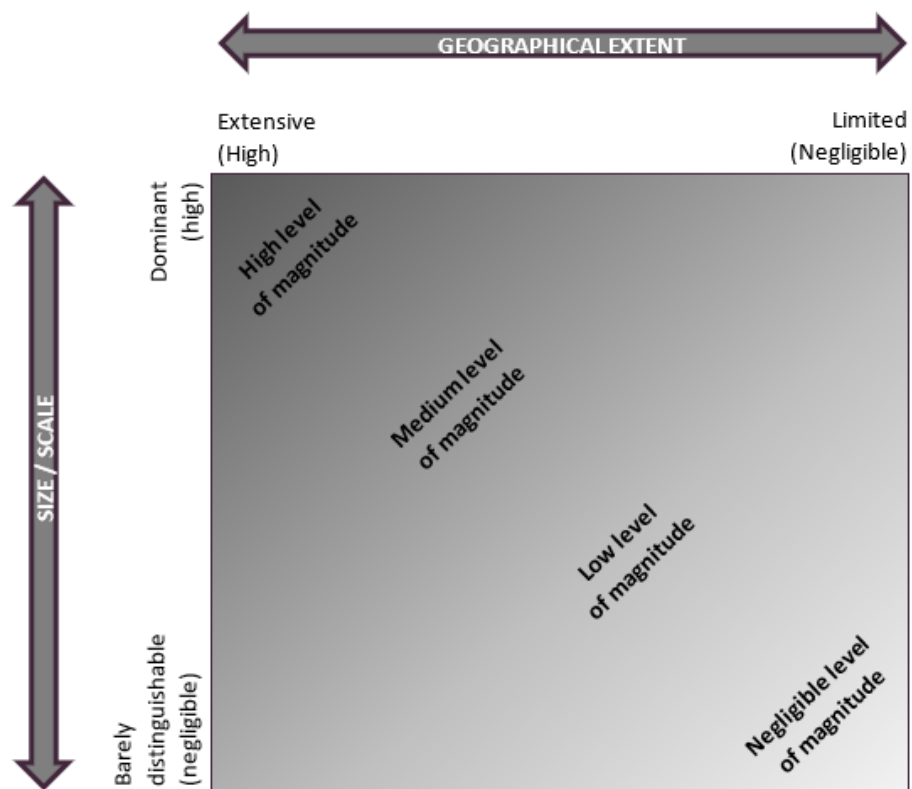 GEOGRAPHICAL EXTENT
Extensive
(High)
Limited
(Negligible)
SIZE / SCALE
Dominant
(high)
Barely
distinguishable
(negligible)
High level
of magnitude
Medium level
of magnitude
Low level
of magnitude
Negligible level
of magnitude